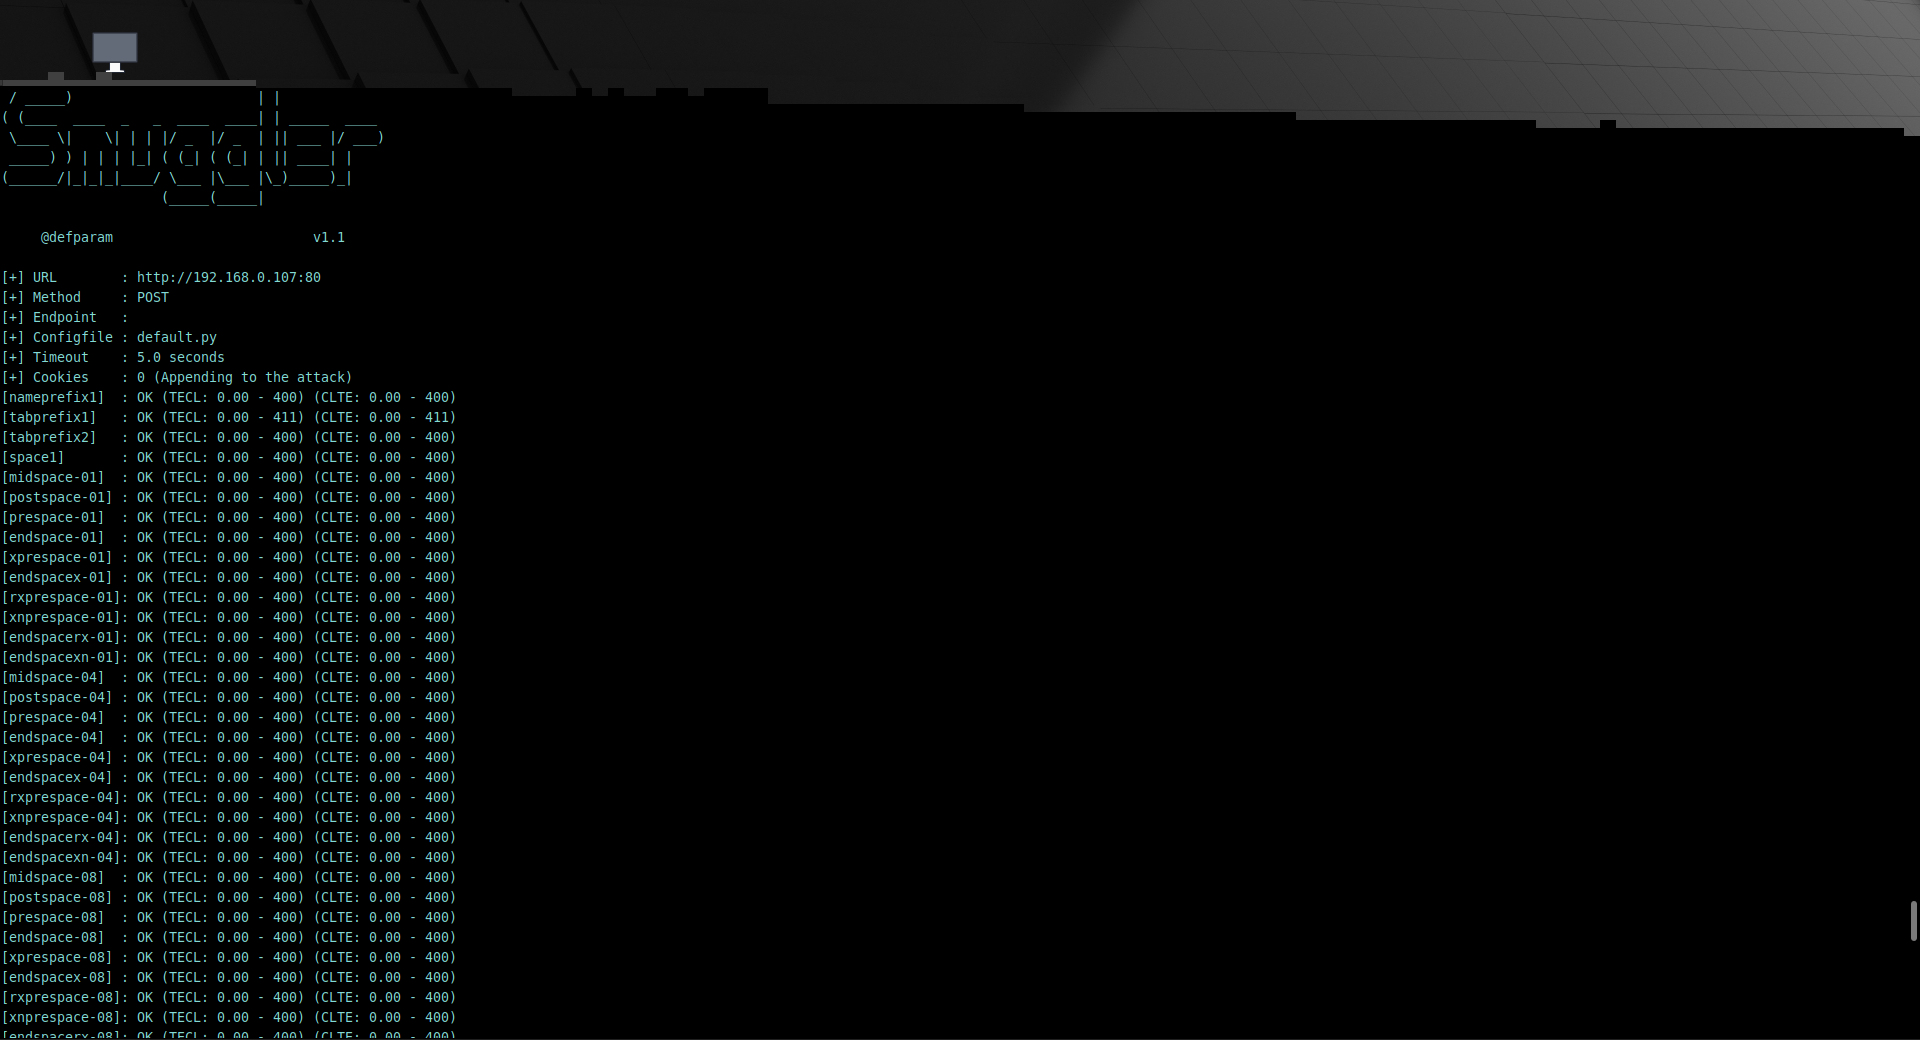 / _____)                       | |
( (____  ____  _   _  ____  ____| | _____  ____
 \____ \|    \| | | |/ _  |/ _  | || ___ |/ ___)
 _____) ) | | | |_| ( (_| ( (_| | || ____| |
(______/|_|_|_|____/ \___ |\___ |\_)_____)_|
                    (_____(_____|
     @defparam                         v1.1
[+] URL        : http://192.168.0.107:80
[+] Method     : POST
[+] Endpoint   :
[+] Configfile : default.py
[+] Timeout    : 5.0 seconds
[+] Cookies    : 0 (Appending to the attack)
[nameprefix1]  : OK (TECL: 0.00 - 400) (CLTE: 0.00 - 400)
[tabprefix1]   : OK (TECL: 0.00 - 411) (CLTE: 0.00 - 411)
[tabprefix2]   : OK (TECL: 0.00 - 400) (CLTE: 0.00 - 400)
[space1]       : OK (TECL: 0.00 - 400) (CLTE: 0.00 - 400)
[midspace-01]  : OK (TECL: 0.00 - 400) (CLTE: 0.00 - 400)
[postspace-01] : OK (TECL: 0.00 - 400) (CLTE: 0.00 - 400)
[prespace-01]  : OK (TECL: 0.00 - 400) (CLTE: 0.00 - 400)
[endspace-01]  : OK (TECL: 0.00 - 400) (CLTE: 0.00 - 400)
[xprespace-01] : OK (TECL: 0.00 - 400) (CLTE: 0.00 - 400)
[endspacex-01] : OK (TECL: 0.00 - 400) (CLTE: 0.00 - 400)
[rxprespace-01]: OK (TECL: 0.00 - 400) (CLTE: 0.00 - 400)
[xnprespace-01]: OK (TECL: 0.00 - 400) (CLTE: 0.00 - 400)
[endspacerx-01]: OK (TECL: 0.00 - 400) (CLTE: 0.00 - 400)
[endspacexn-01]: OK (TECL: 0.00 - 400) (CLTE: 0.00 - 400)
[midspace-04]  : OK (TECL: 0.00 - 400) (CLTE: 0.00 - 400)
[postspace-04] : OK (TECL: 0.00 - 400) (CLTE: 0.00 - 400)
[prespace-04]  : OK (TECL: 0.00 - 400) (CLTE: 0.00 - 400)
[endspace-04]  : OK (TECL: 0.00 - 400) (CLTE: 0.00 - 400)
[xprespace-04] : OK (TECL: 0.00 - 400) (CLTE: 0.00 - 400)
[endspacex-04] : OK (TECL: 0.00 - 400) (CLTE: 0.00 - 400)
[rxprespace-04]: OK (TECL: 0.00 - 400) (CLTE: 0.00 - 400)
[xnprespace-04]: OK (TECL: 0.00 - 400) (CLTE: 0.00 - 400)
[endspacerx-04]: OK (TECL: 0.00 - 400) (CLTE: 0.00 - 400)
[endspacexn-04]: OK (TECL: 0.00 - 400) (CLTE: 0.00 - 400)
[midspace-08]  : OK (TECL: 0.00 - 400) (CLTE: 0.00 - 400)
[postspace-08] : OK (TECL: 0.00 - 400) (CLTE: 0.00 - 400)
[prespace-08]  : OK (TECL: 0.00 - 400) (CLTE: 0.00 - 400)
[endspace-08]  : OK (TECL: 0.00 - 400) (CLTE: 0.00 - 400)
[xprespace-08] : OK (TECL: 0.00 - 400) (CLTE: 0.00 - 400)
[endspacex-08] : OK (TECL: 0.00 - 400) (CLTE: 0.00 - 400)
[rxprespace-08]: OK (TECL: 0.00 - 400) (CLTE: 0.00 - 400)
[xnprespace-08]: OK (TECL: 0.00 - 400) (CLTE: 0.00 - 400)
[endspacerx-08]: OK (TECL: 0.00 - 400) (CLTE: 0.00 - 400)